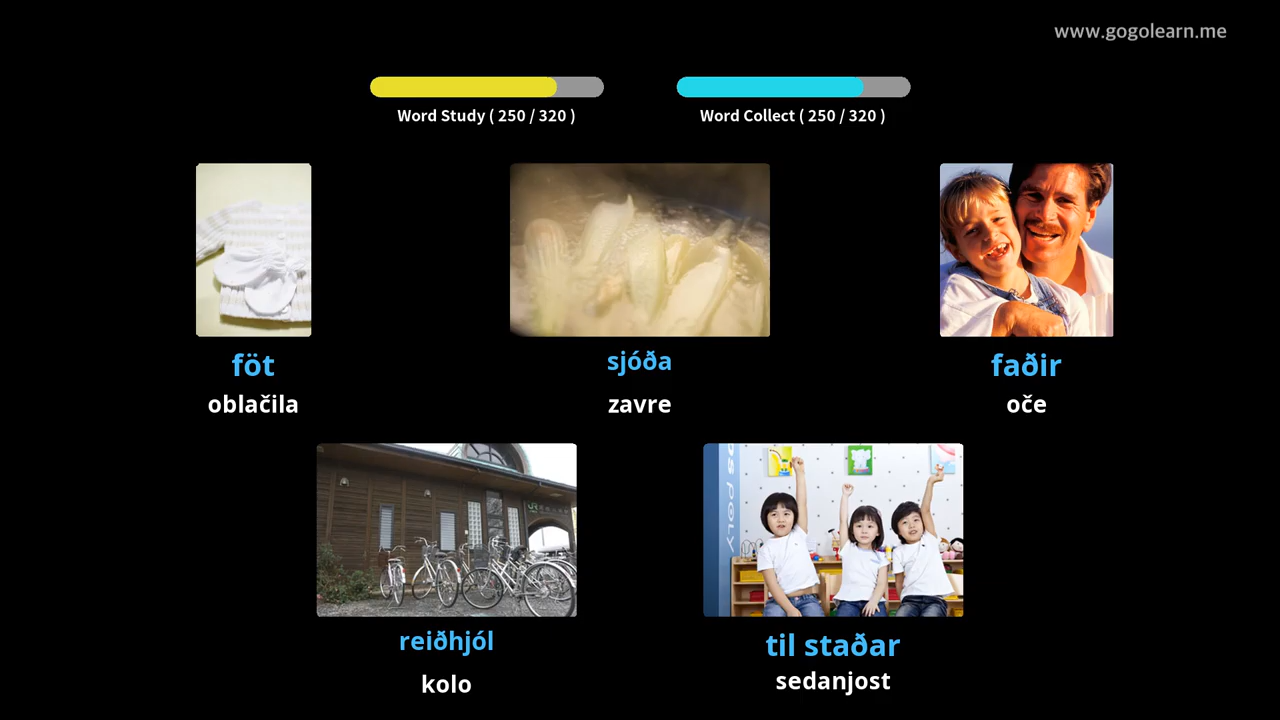 www.gogolearn.me
Word Study ( 250 / 320 )
Word Collect ( 250 / 320 )
föt
oblačila
sjóða
zavre
faðir
oče
reiðhjól
kolo
til staðar
sedanjost